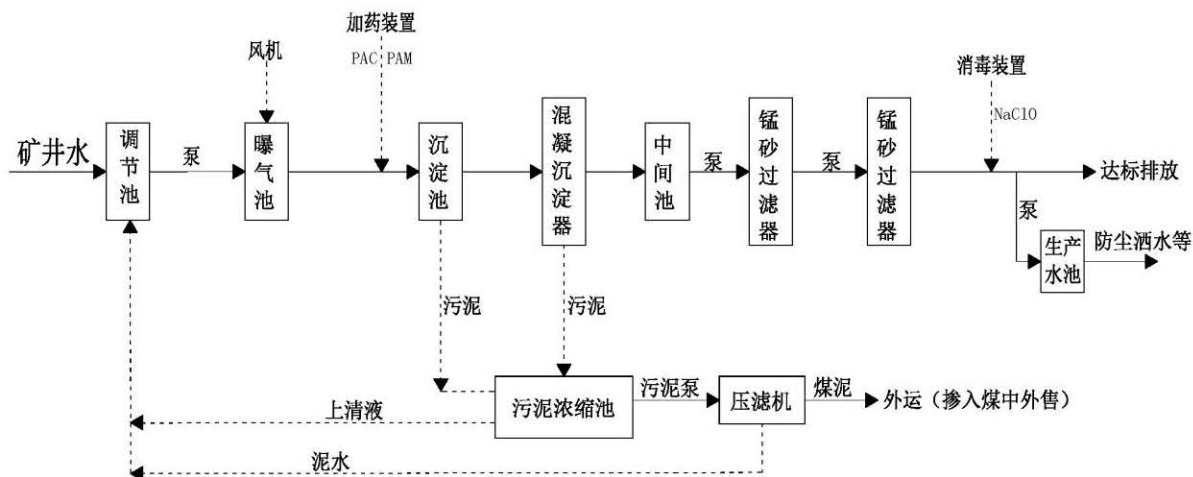 加药装置
PAC PAM
风机
消毒装置
NaClO
矿井水
调节池
泵
曝气池
沉淀池
混凝沉淀器
中间池
泵
锰砂过滤器
泵
锰砂过滤器
达标排放
泵
生产
水池
防尘洒水等
污泥
污泥
污泥浓缩池
污泥泵
压滤机
煤泥
外运（掺入煤中外售）
上清液
泥水